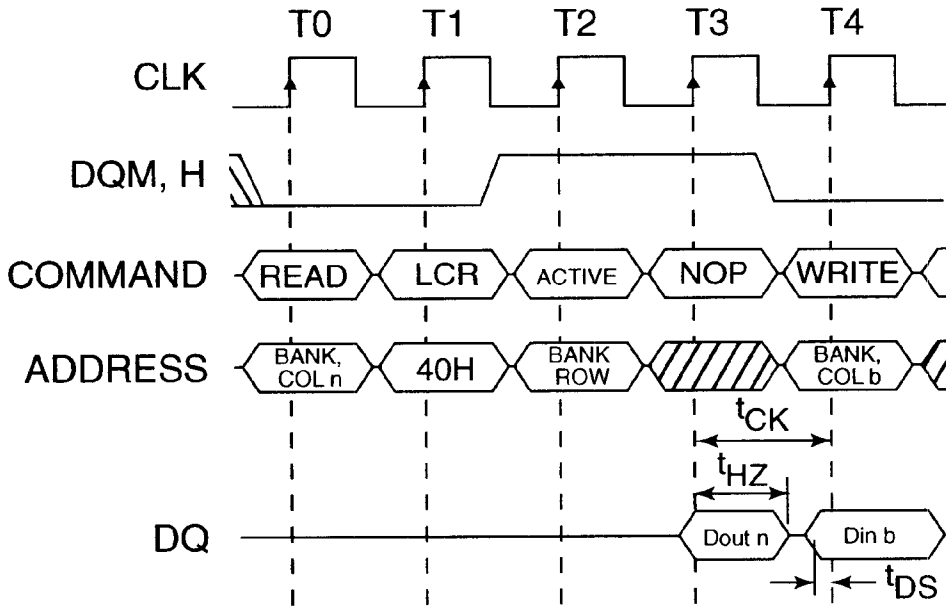 T0 T1 T2 T3 T4
CLK
DQM, H
COMMAND READ LCR ACTIVE NOP WRITE
ADDRESS BANK, COL n 40H BANK ROW BANK, COL b
tCK
tHZ
DQ Dout n Din b
tDS